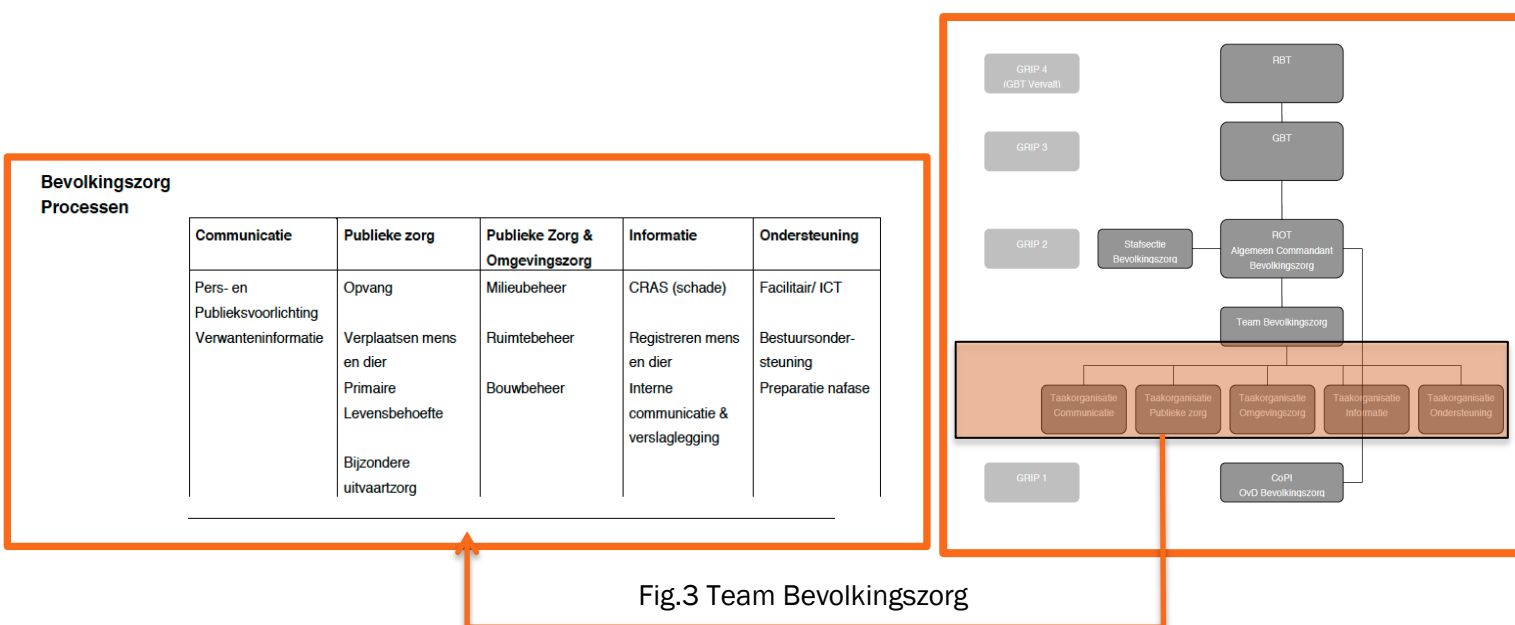 Bevolkingszorg
Processen
Communicatie
Publieke zorg
Publieke Zorg &
Omgevingszorg
Informatie
Ondersteuning
Pers- en
Publieksvoorlichting
Verwanteninformatie
Opvang
Verplaatsen mens
en dier
Primaire
Levensbehoefte
Bijzondere
uitvaartzorg
Milieubeheer
Ruimtebeheer
Bouwbeheer
CRAS (schade)
Registreren mens
en dier
Interne
communicatie &
verslaglegging
Facilitair/ ICT
Bestuursonder-
steuning
Preparatie nafase
GRIP 4
(GBT Vervalt)
RBT
GRIP 3
GBT
GRIP 2
Stafsectie
Bevolkingszorg
ROT
Algemeen Commandant
Bevolkingszorg
Team Bevolkingszorg
Taakorganisatie
Communicatie
Taakorganisatie
Publieke zorg
Taakorganisatie
Omgevingszorg
Taakorganisatie
Informatie
Taakorganisatie
Ondersteuning
GRIP 1
CoPI
OvD Bevolkingszorg
Fig.3 Team Bevolkingszorg